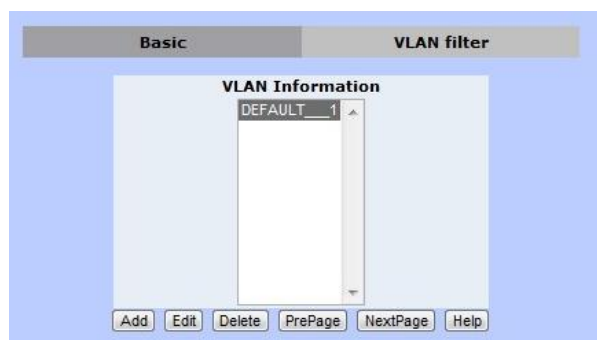 Basic VLAN filter
VLAN Information
DEFAULT___1
Add Edit Delete PrePage NextPage Help